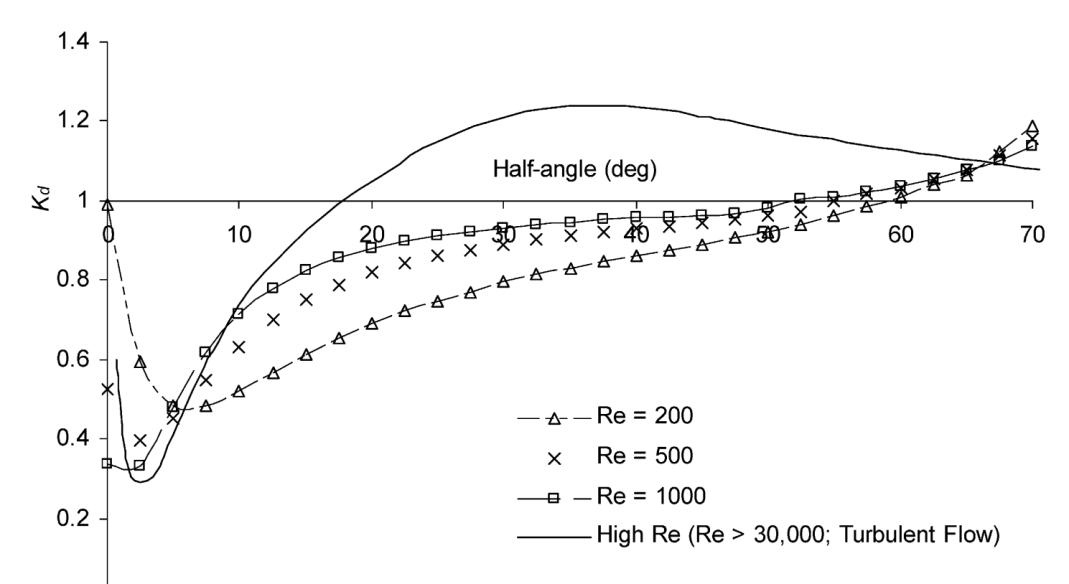 1.4
1.2
1
0.8
0.6
0.4
0.2
Kd
Half-angle (deg)
0 10 20 30 40 50 60 70
Re = 200
Re = 500
Re = 1000
High Re (Re > 30,000; Turbulent Flow)